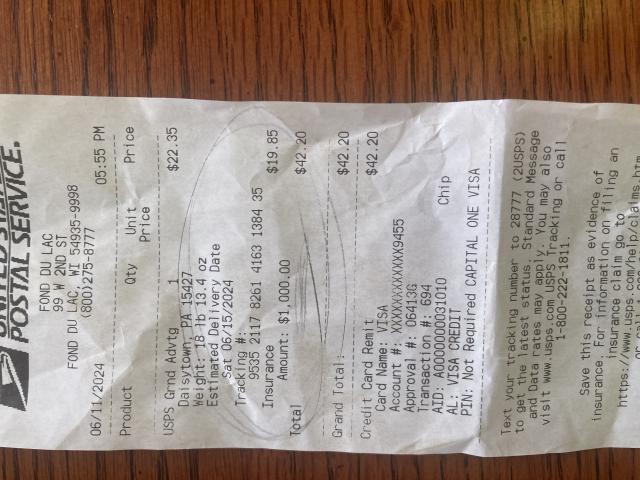 UNITED STATES
POSTAL SERVICE.
FOND DU LAC
99 W 2ND ST
FOND DU LAC, WI 54935-9998
(800)275-8777
06/11/2024 05:55 PM
Product Qty Unit Price
Price
USPS Grnd Advtg 1 $22.35
Daisytown, PA 15427
Weight: 18 lb 13.4 oz
Estimated Delivery Date
Sat 06/15/2024
Tracking #:
9535 2117 8261 4163 1384 35
Insurance $19.85
Amount: $1,000.00
Total $42.20
Grand Total: $42.20
Credit Card Remit $42.20
Card Name: VISA
Account #: XXXXXXXXXXXX9455
Approval #: 06413G
Transaction #: 694
AID: A0000000031010 Chip
AL: VISA CREDIT
PIN: Not Required CAPITAL ONE VISA
Text your tracking number to 28777 (2USPS)
to get the latest status. Standard Message
and Data rates may apply. You may also
visit www.usps.com USPS Tracking or call
1-800-222-1811.
Save this receipt as evidence of
insurance. For information on filing an
insurance claim go to
https://www.usps.com/help/claims.htm